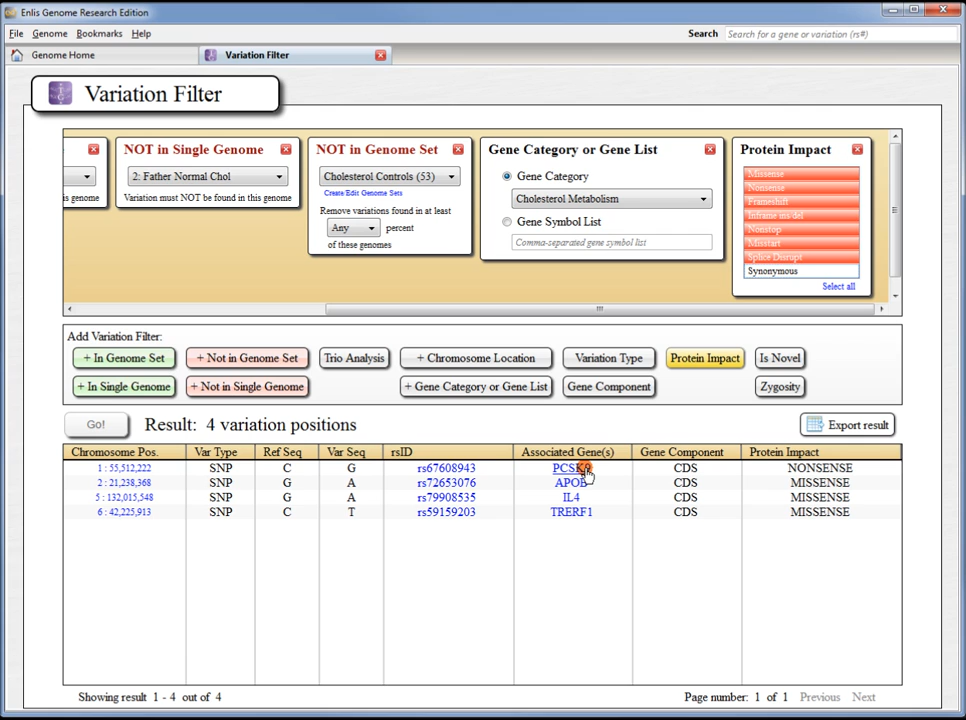 Enlis Genome Research Edition
File Genome Bookmarks Help
Search Search for a gene or variation (rs#)
Genome Home
Variation Filter
Variation Filter
gs genome
NOT in Single Genome
2: Father Normal Chol
Variation must NOT be found in this genome
NOT in Genome Set
Cholesterol Controls (53)
Create/Edit Genome Sets
Remove variations found in at least
Any percent
of these genomes
Gene Category or Gene List
Gene Category
Cholesterol Metabolism
Gene Symbol List
Comma-separated gene symbol list
Protein Impact
Missense
Nonsense
Frameshift
Inframe ins/del
Nonstop
Misstart
Splice Disrupt
Synonymous
Select all
Add Variation Filter:
+ In Genome Set + Not in Genome Set Trio Analysis + Chromosome Location Variation Type Protein Impact Is Novel
+ In Single Genome + Not in Single Genome + Gene Category or Gene List Gene Component Zygosity
Go! Result: 4 variation positions Export result
Chromosome Pos. Var Type Ref Seq Var Seq rsID Associated Gene(s) Gene Component Protein Impact
1 : 55,512,222 SNP C G rs67608943 PCSK9 CDS NONSENSE
2 : 21,238,368 SNP G A rs72653076 APOB CDS MISSENSE
5 : 132,015,548 SNP G A rs79908535 IL4 CDS MISSENSE
6 : 42,225,913 SNP C T rs59159203 TRERF1 CDS MISSENSE
Showing result 1 - 4 out of 4 Page number: 1 of 1 Previous Next